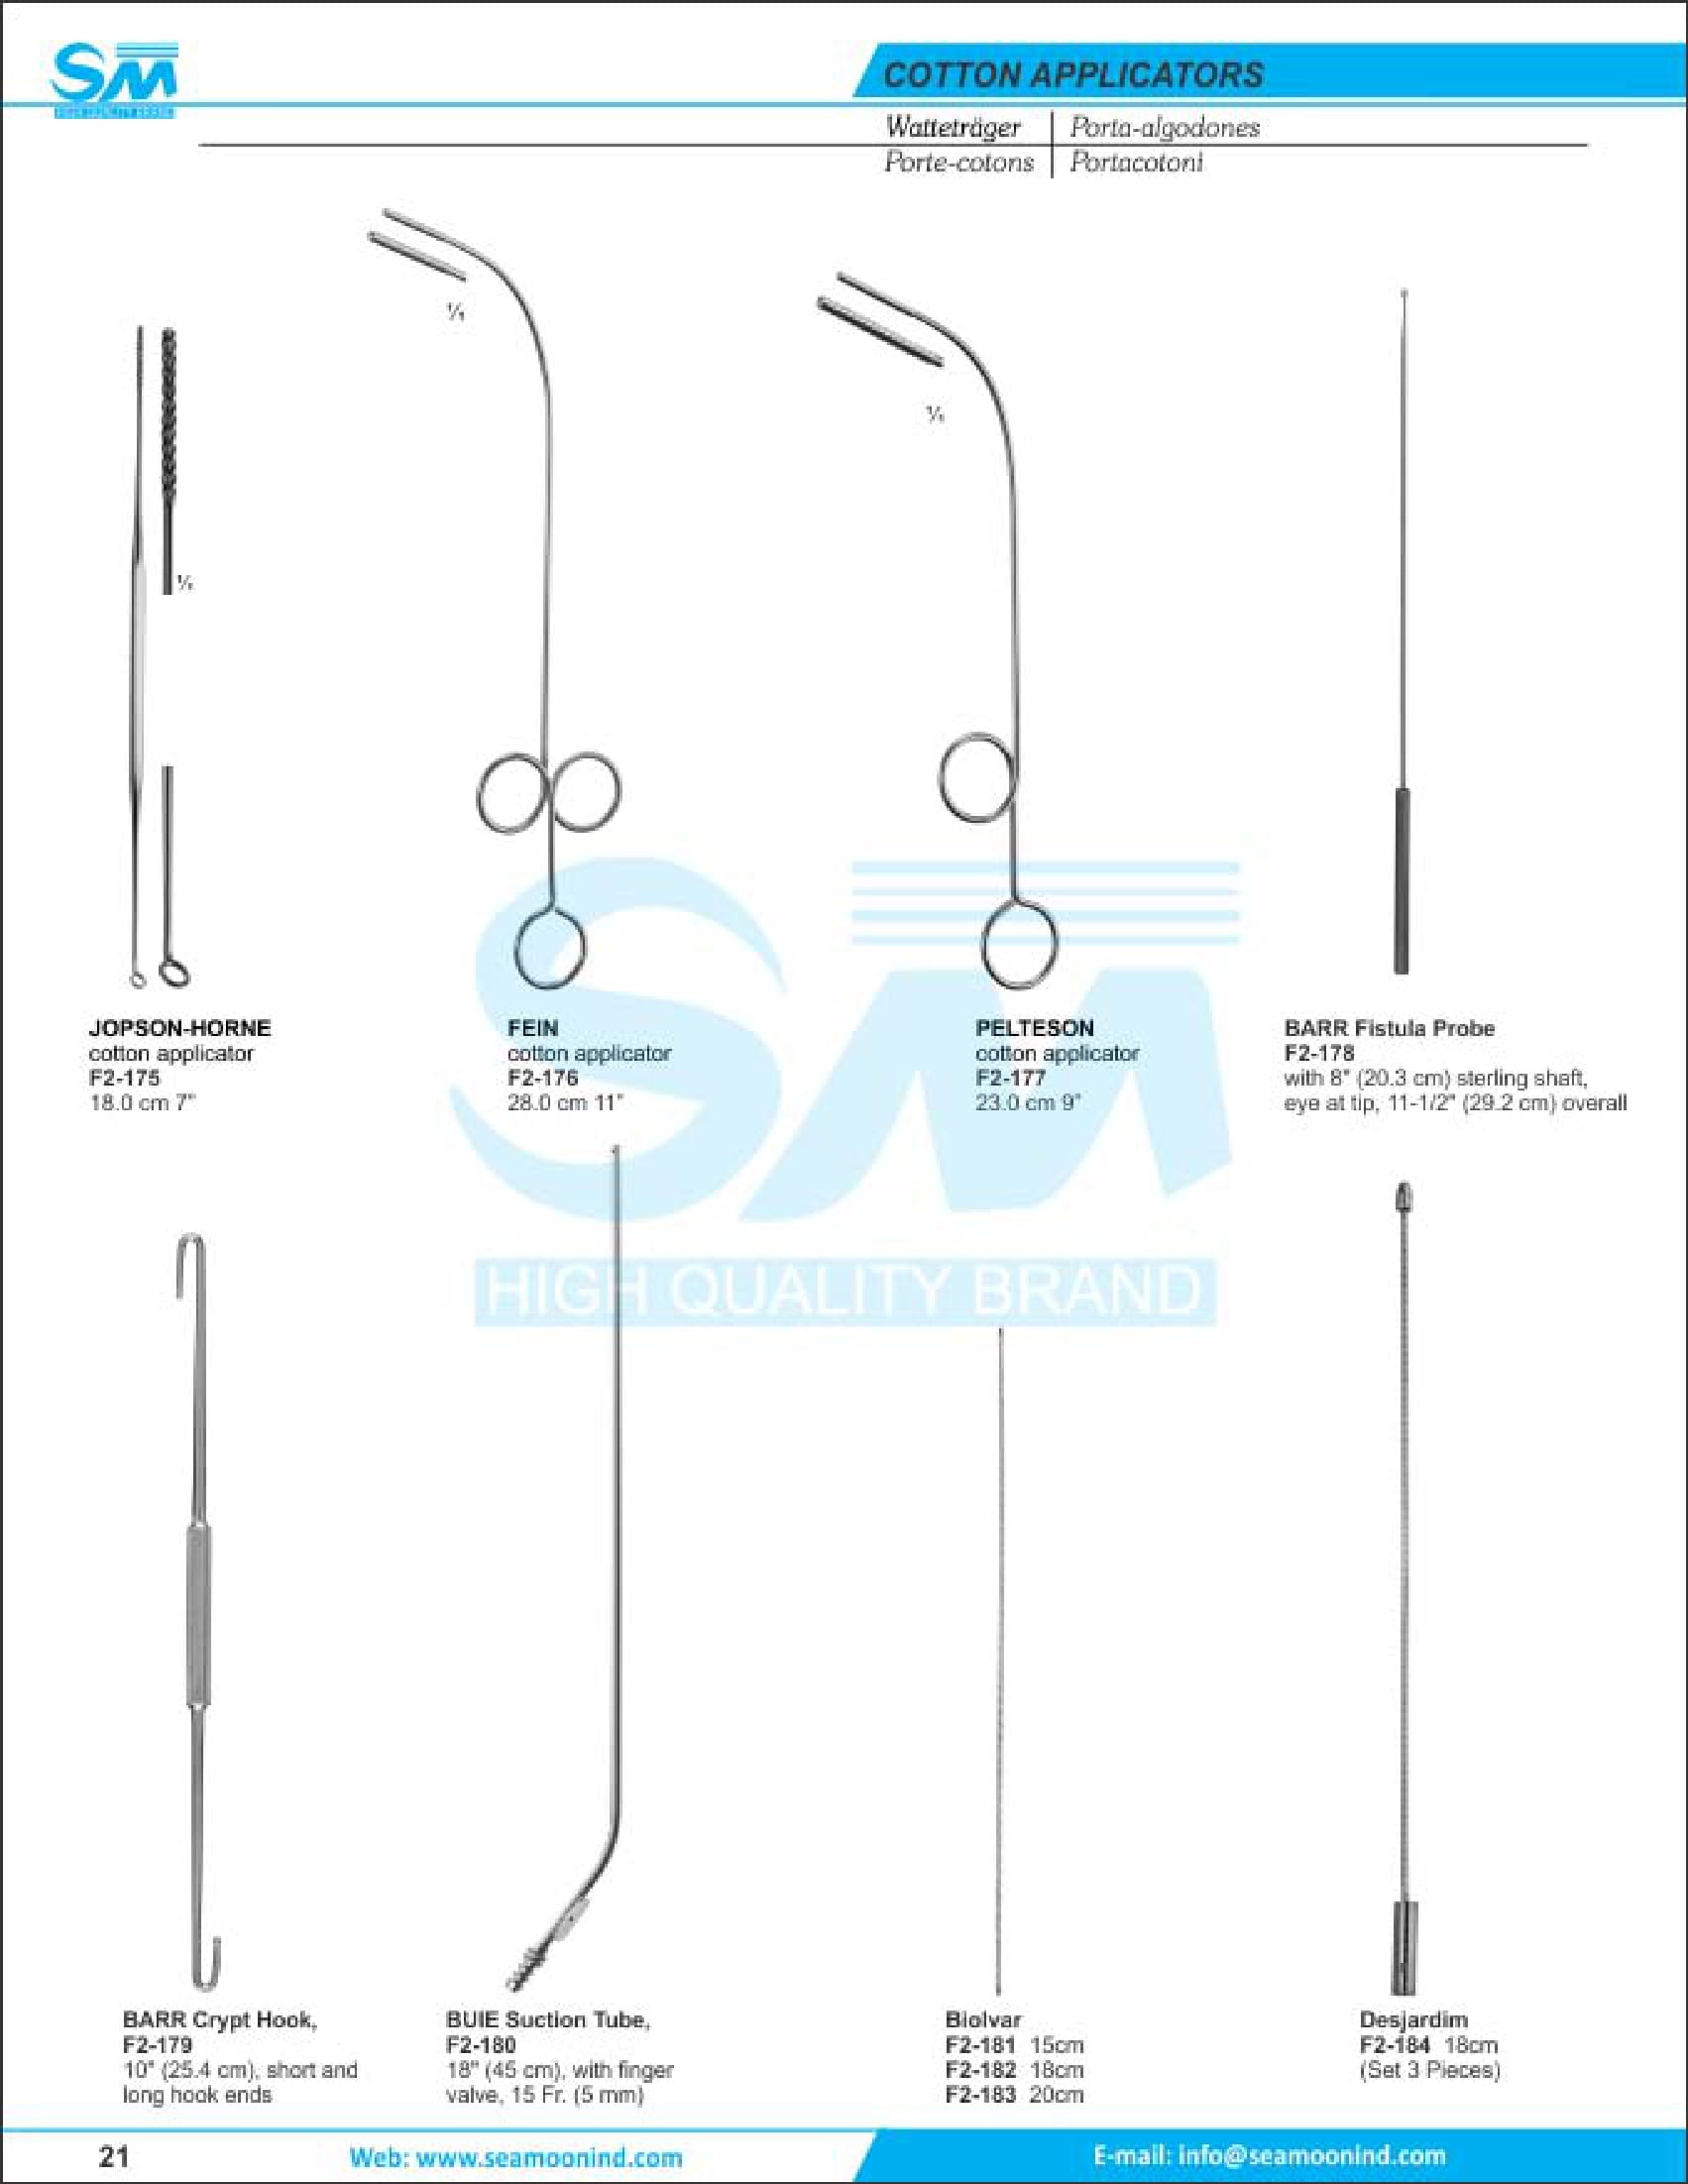 SM
COTTON APPLICATORS
Watteträger
Porta-algodones
Porte-cotons
Portacotoni
1/1
1/1
1/1
JOPSON-HORNE
cotton applicator
F2-175
18.0 cm 7"
FEIN
cotton applicator
F2-176
28.0 cm 11"
PELTESON
cotton applicator
F2-177
23.0 cm 9"
BARR Fistula Probe
F2-178
with 8" (20.3 cm) sterling shaft,
eye at tip, 11-1/2" (29.2 cm) overall
SM
HIGH QUALITY BRAND
BARR Crypt Hook,
F2-179
10" (25.4 cm), short and
long hook ends
BUIE Suction Tube,
F2-180
18" (45 cm), with finger
valve, 15 Fr. (5 mm)
Biolvar
F2-181 15cm
F2-182 18cm
F2-183 20cm
Desjardim
F2-184 18cm
(Set 3 Pieces)
21
Web: www.seamoonind.com
E-mail: info@seamoonind.com